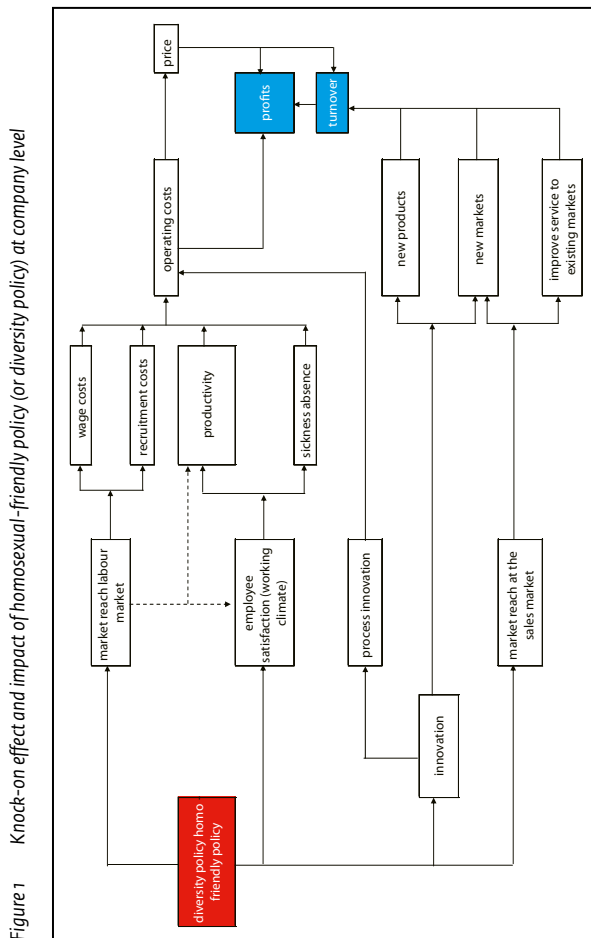 Figure 1 Knock-on effect and impact of homosexual-friendly policy (or diversity policy) at company level
diversity policy homo
friendly policy
market reach labour
market
employee
satisfaction (working
climate)
process innovation
innovation
market reach at the
sales market
wage costs
recruitment costs
productivity
sickness absence
operating costs
price
profits
turnover
new products
new markets
improve service to
existing markets